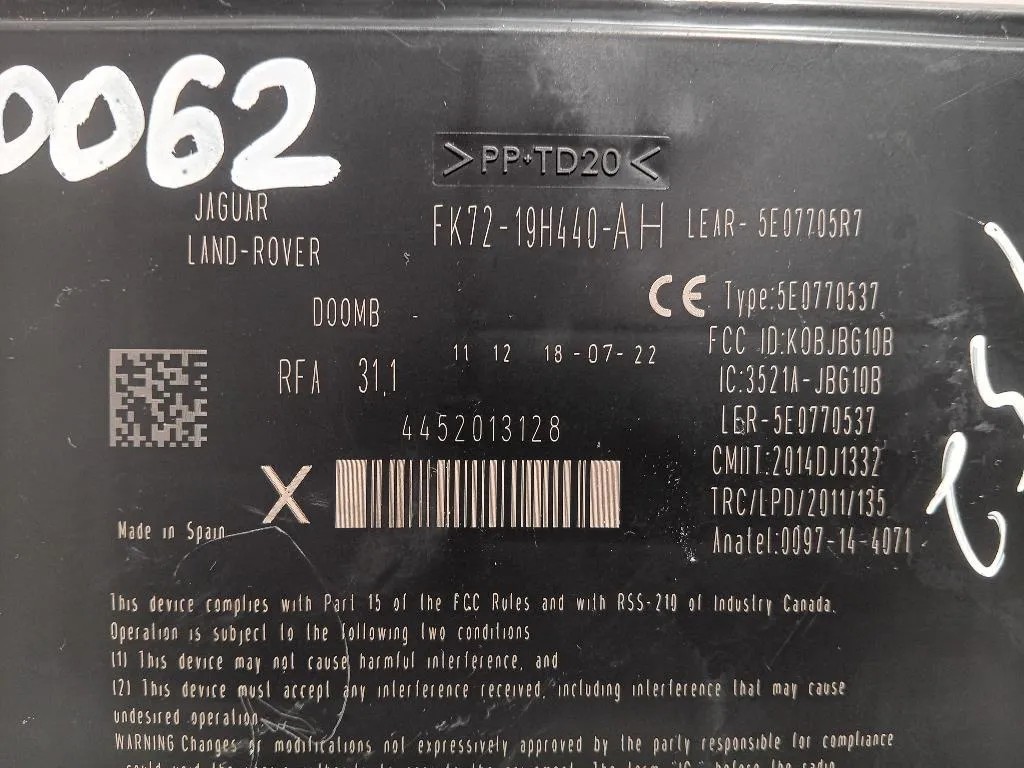 0062
>PP+TD20<
JAGUAR
LAND-ROVER
FK72-19H440-AH LEAR- 5E07705R7
D00MB
CE Type:5E0770537
FCC ID:K0BJBG10B
IC:3521A-JBG10B
LGR-5E0770537
CMIIT:2014DJ1332
TRC/LPD/2011/135
Anatel:0097-14-4071
11 12 18-07-22
RFA 31,1
4452013128
X
Made in Spain
This device complies with Part 15 of the FCC Rules and with RSS-210 of Industry Canada.
Operation is subject to the following two conditions
(1) This device may not cause harmful interference, and
(2) This device must accept any interference received, including interference that may cause
undesired operation.
WARNING Changes or modifications not expressively approved by the party responsible for compliance